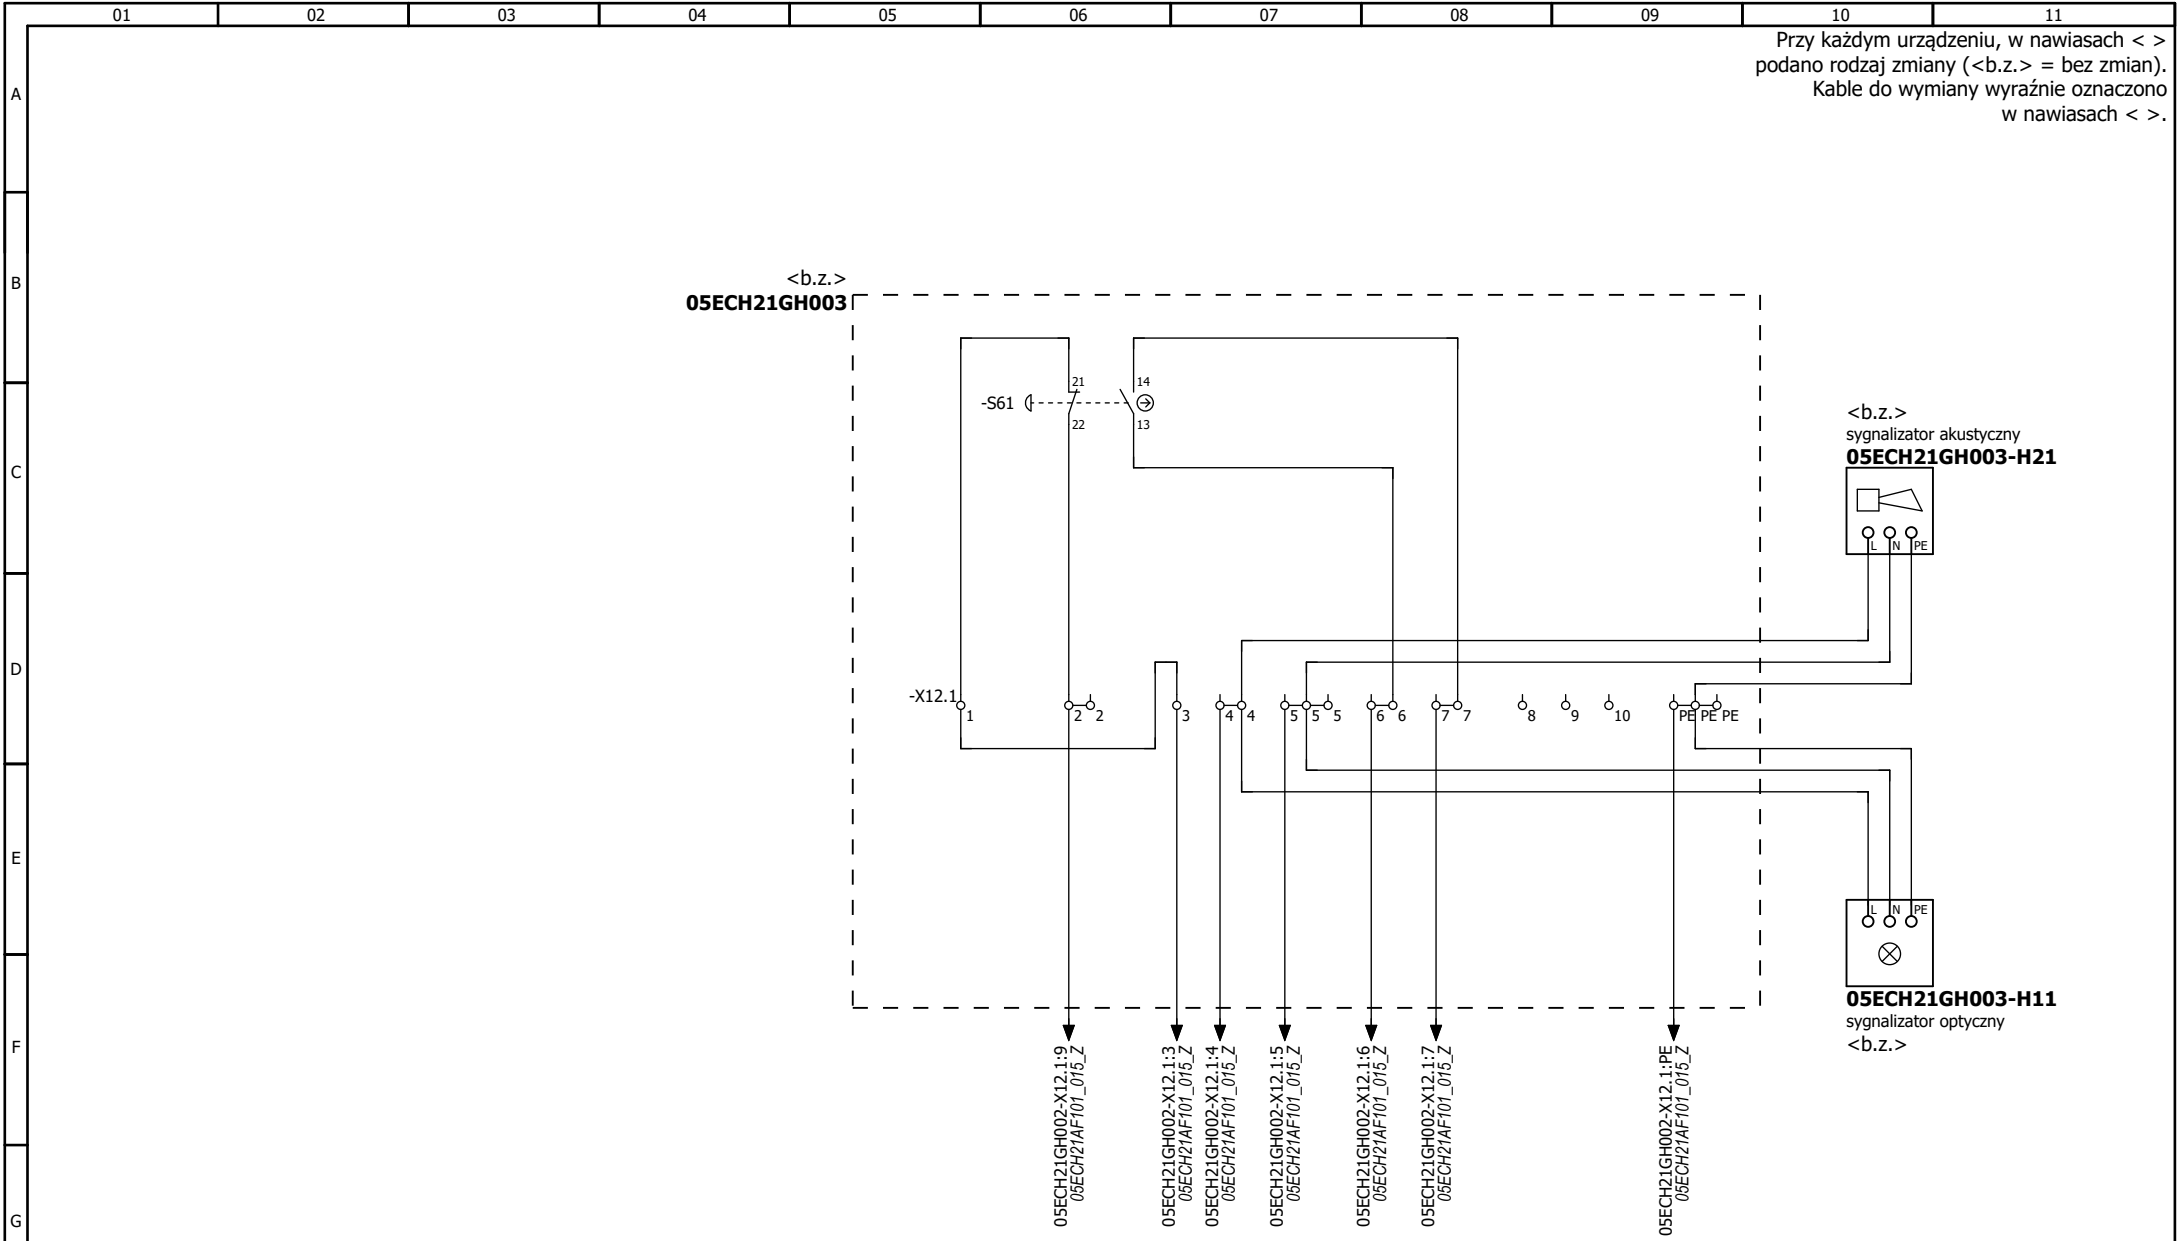 01 02 03 04 05 06 07 08 09 10 11
Przy każdym urządzeniu, w nawiasach < >
podano rodzaj zmiany (<b.z.> = bez zmian).
Kable do wymiany wyraźnie oznaczono
w nawiasach < >.
A
B
C
D
E
F
G
<b.z.>
05ECH21GH003
21
14
-S61
22
13
<b.z.>
sygnalizator akustyczny
05ECH21GH003-H21
L N PE
-X12.1
1 2 2 3 4 4 5 5 5 6 6 7 7 8 9 10 PE PE PE
L N PE
05ECH21GH003-H11
sygnalizator optyczny
<b.z.>
05ECH21GH002-X12.1:9
05ECH21AF101_015_Z
05ECH21GH002-X12.1:3
05ECH21AF101_015_Z
05ECH21GH002-X12.1:4
05ECH21AF101_015_Z
05ECH21GH002-X12.1:5
05ECH21AF101_015_Z
05ECH21GH002-X12.1:6
05ECH21AF101_015_Z
05ECH21GH002-X12.1:7
05ECH21AF101_015_Z
05ECH21GH002-X12.1:PE
05ECH21AF101_015_Z